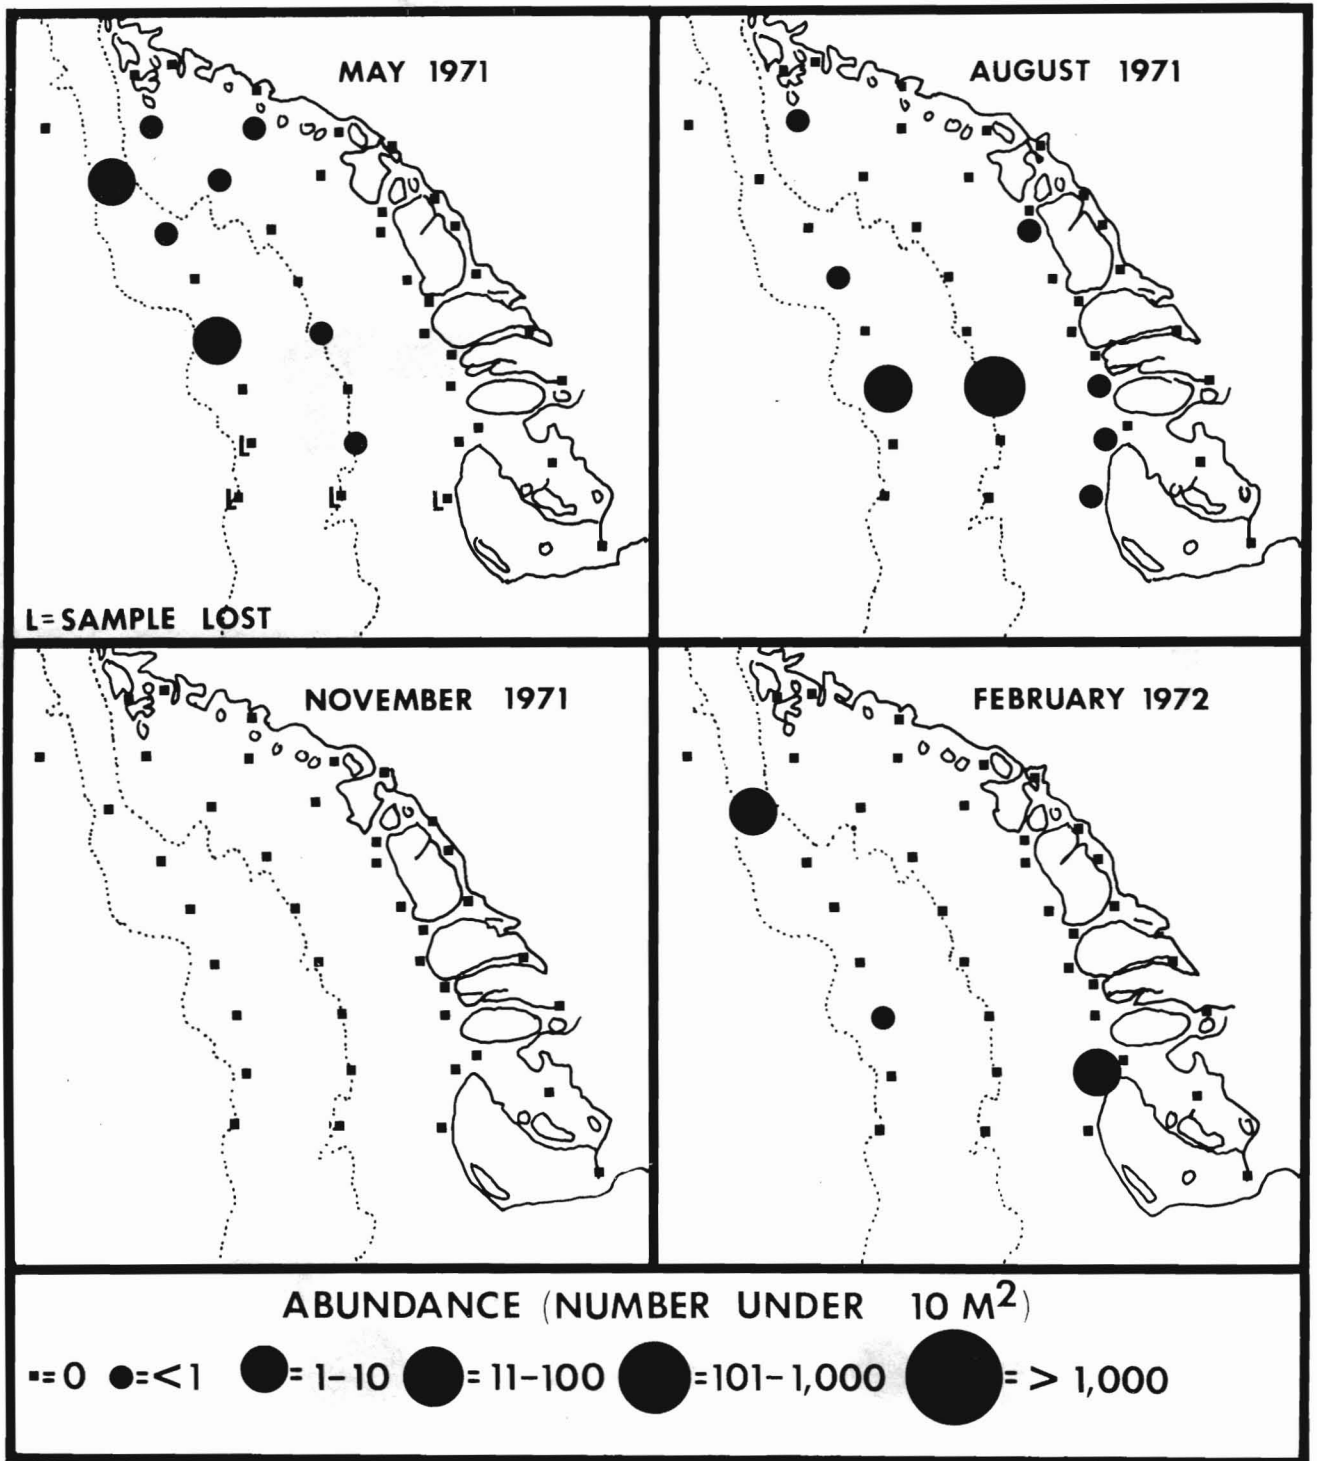 MAY 1971
AUGUST 1971
L
L
L
L
L=SAMPLE LOST
NOVEMBER 1971
FEBRUARY 1972
ABUNDANCE (NUMBER UNDER 10 M²)
=0 =<1 =1-10 =11-100 =101-1,000 => 1,000